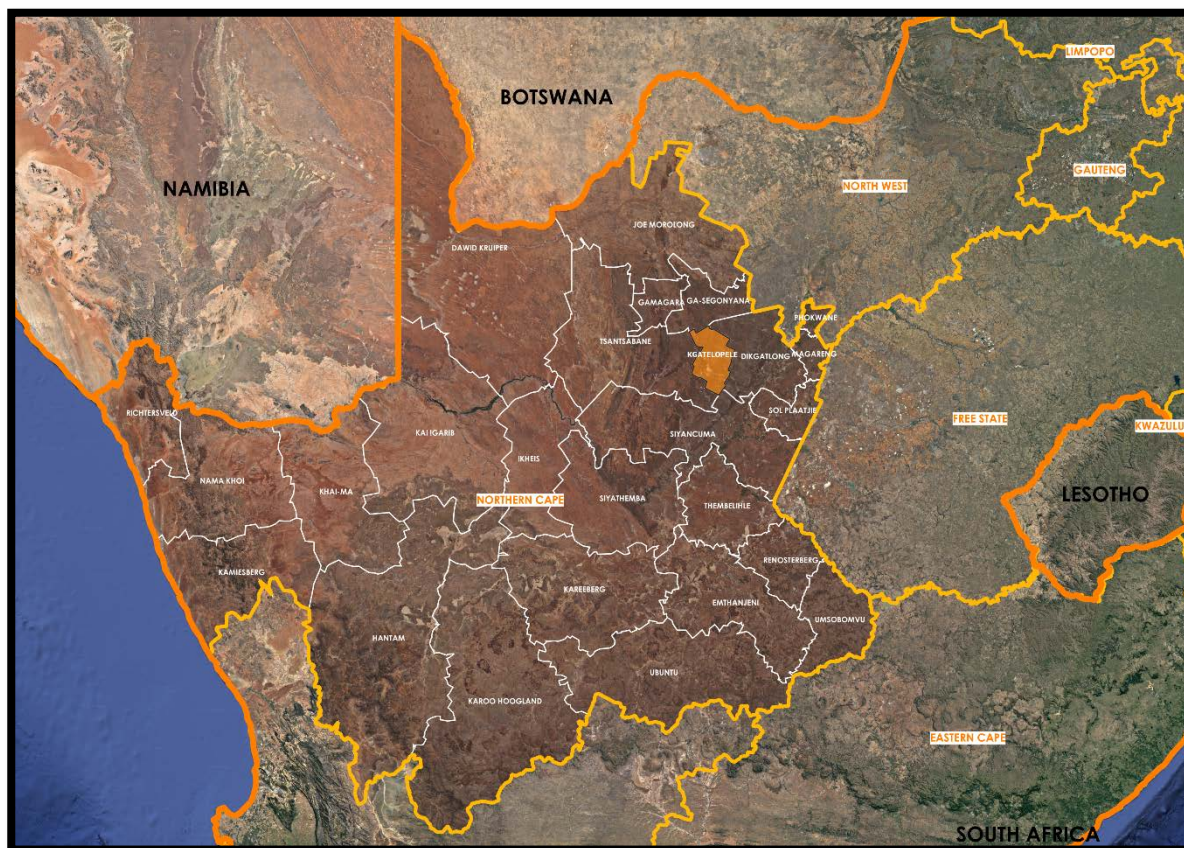 LIMPOPO
BOTSWANA
GAUTENG
NAMIBIA
NORTH WEST
JOE MOROLONG
DAWID KRUIPER
GAMAGARA
GA-SEGONYANA
PHOKWANE
TSANTSABANE
KGATELOPELE
DIKGATLONG
MAGARENG
RICHTERSVELD
SOL PLAATJIE
FREE STATE
KWAZULU
KAI !GARIB
SIYANCUMA
!KHEIS
NAMA KHOI
KHAI-MA
NORTHERN CAPE
SIYATHEMBA
THEMBELIHLE
LESOTHO
KAMIESBERG
KAREEBERG
RENOSTERBERG
EMTHANJENI
UMSOBOMVU
HANTAM
UBUNTU
KAROO HOOGLAND
EASTERN CAPE
SOUTH AFRICA